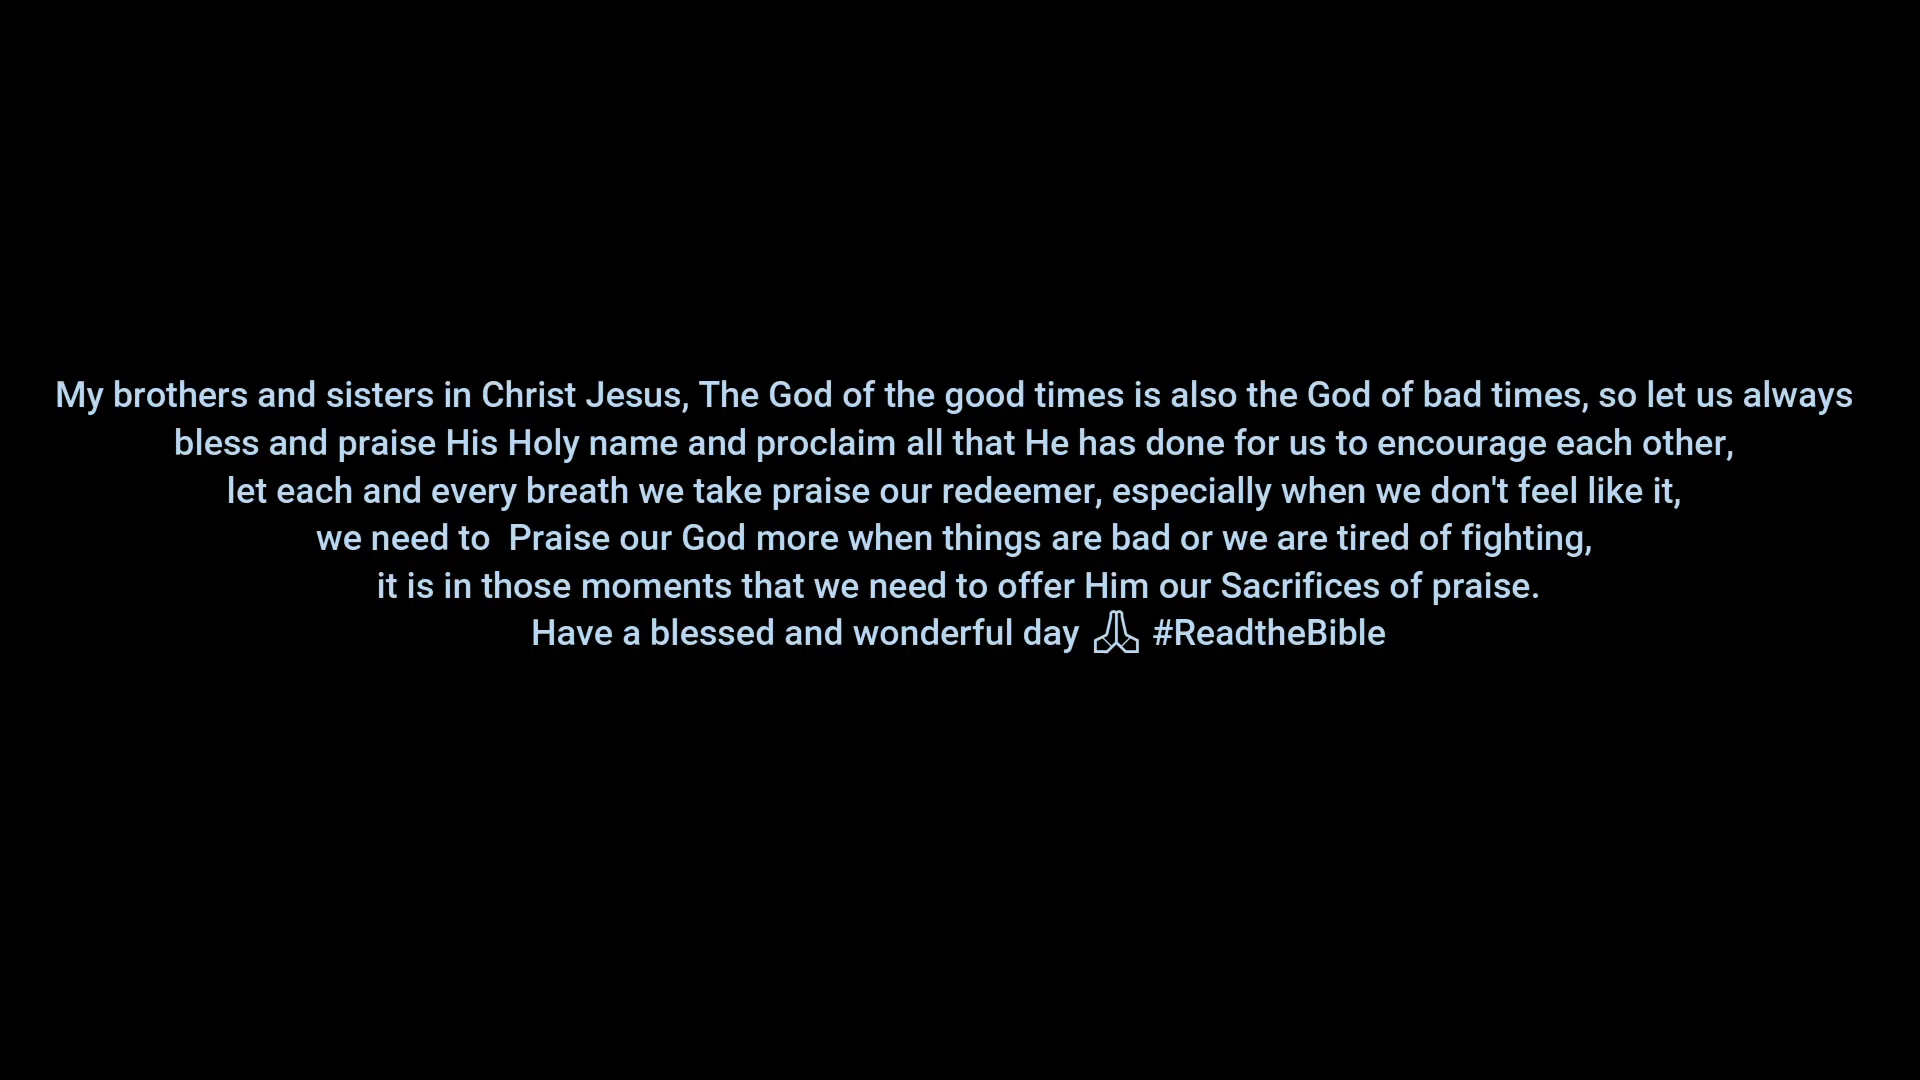 My brothers and sisters in Christ Jesus, The God of the good times is also the God of bad times, so let us always
bless and praise His Holy name and proclaim all that He has done for us to encourage each other,
let each and every breath we take praise our redeemer, especially when we don't feel like it,
we need to  Praise our God more when things are bad or we are tired of fighting,
it is in those moments that we need to offer Him our Sacrifices of praise.
Have a blessed and wonderful day 🙏 #ReadtheBible